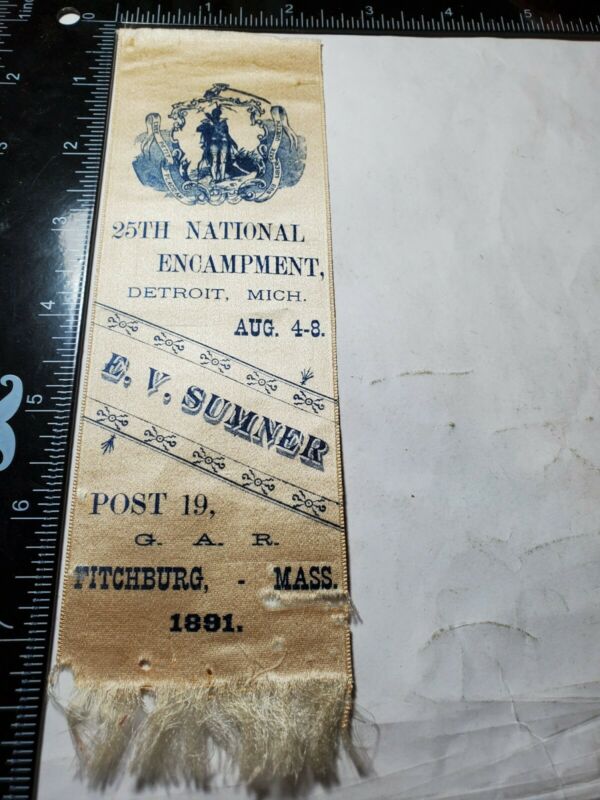 25TH NATIONAL
ENCAMPMENT,
DETROIT, MICH.
AUG. 4-8.
E. V. SUMNER
POST 19,
G. A. R.
FITCHBURG, - MASS.
1891.